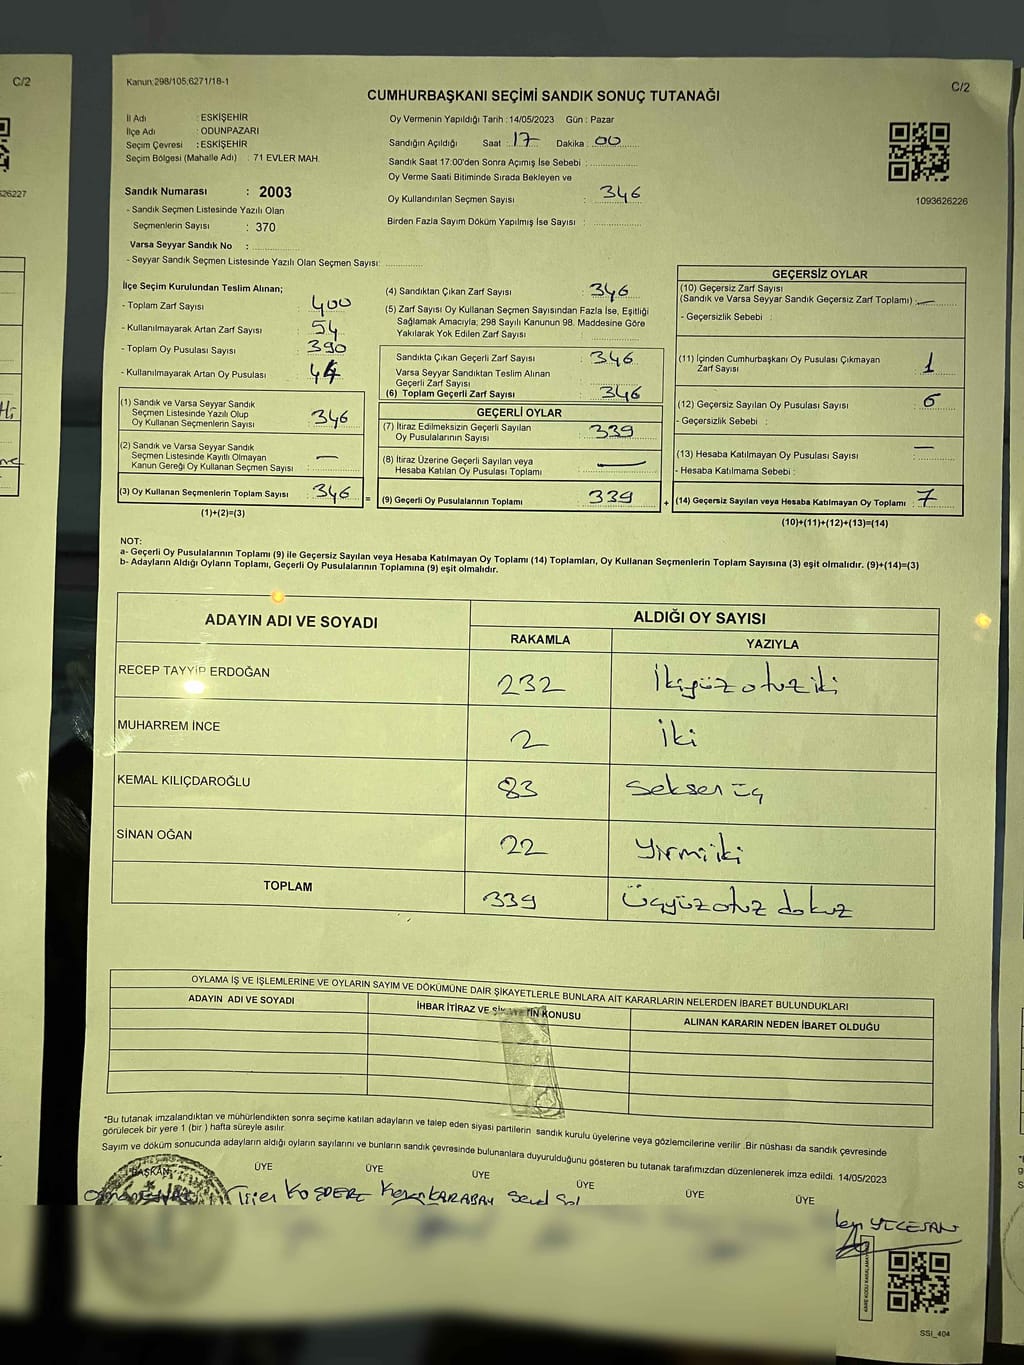 C/2
Kanun:298/105;6271/18-1
C/2
CUMHURBAŞKANI SEÇİMİ SANDIK SONUÇ TUTANAĞI
İl Adı : ESKİŞEHİR
İlçe Adı : ODUNPAZARI
Seçim Çevresi : ESKİŞEHİR
Seçim Bölgesi (Mahalle Adı) : 71 EVLER MAH.
Oy Vermenin Yapıldığı Tarih :14/05/2023 Gün : Pazar
Sandığın Açıldığı Saat : 17 Dakika 00
Sandık Saat 17:00'den Sonra Açımış İse Sebebi :
Oy Verme Saati Bitiminde Sırada Bekleyen ve
Oy Kullandırılan Seçmen Sayısı : 346
Birden Fazla Sayım Döküm Yapılmış İse Sayısı :
1093626226
626227
Sandık Numarası : 2003
- Sandık Seçmen Listesinde Yazılı Olan
Seçmenlerin Sayısı : 370
Varsa Seyyar Sandık No :
- Seyyar Sandık Seçmen Listesinde Yazılı Olan Seçmen Sayısı:
İlçe Seçim Kurulundan Teslim Alınan;
- Toplam Zarf Sayısı : 400
- Kullanılmayarak Artan Zarf Sayısı : 54
- Toplam Oy Pusulası Sayısı : 390
- Kullanılmayarak Artan Oy Pusulası : 44
(1) Sandık ve Varsa Seyyar Sandık
Seçmen Listesinde Yazılı Olup
Oy Kullanan Seçmenlerin Sayısı : 346
(2) Sandık ve Varsa Seyyar Sandık
Seçmen Listesinde Kayıtlı Olmayan
Kanun Gereği Oy Kullanan Seçmen Sayısı : —
(3) Oy Kullanan Seçmenlerin Toplam Sayısı : 346 =
(1)+(2)=(3)
(4) Sandıktan Çıkan Zarf Sayısı : 346
(5) Zarf Sayısı Oy Kullanan Seçmen Sayısından Fazla İse, Eşitliği
Sağlamak Amacıyla; 298 Sayılı Kanunun 98. Maddesine Göre
Yakılarak Yok Edilen Zarf Sayısı :
Sandıkta Çıkan Geçerli Zarf Sayısı : 346
Varsa Seyyar Sandıktan Teslim Alınan
Geçerli Zarf Sayısı :
(6) Toplam Geçerli Zarf Sayısı : 346
GEÇERLİ OYLAR
(7) İtiraz Edilmeksizin Geçerli Sayılan
Oy Pusulalarının Sayısı : 339
(8) İtiraz Üzerine Geçerli Sayılan veya
Hesaba Katılan Oy Pusulası Toplamı : —
(9) Geçerli Oy Pusulalarının Toplamı : 339 +
GEÇERSİZ OYLAR
(10) Geçersiz Zarf Sayısı
(Sandık ve Varsa Seyyar Sandık Geçersiz Zarf Toplamı) : —
- Geçersizlik Sebebi :
(11) İçinden Cumhurbaşkanı Oy Pusulası Çıkmayan
Zarf Sayısı : 1
(12) Geçersiz Sayılan Oy Pusulası Sayısı : 6
- Geçersizlik Sebebi :
(13) Hesaba Katılmayan Oy Pusulası Sayısı : —
- Hesaba Katılmama Sebebi :
(14) Geçersiz Sayılan veya Hesaba Katılmayan Oy Toplamı : 7
(10)+(11)+(12)+(13)=(14)
NOT:
a- Geçerli Oy Pusulalarının Toplamı (9) ile Geçersiz Sayılan veya Hesaba Katılmayan Oy Toplamı (14) Toplamları, Oy Kullanan Seçmenlerin Toplam Sayısına (3) eşit olmalıdır. (9)+(14)=(3)
b- Adayların Aldığı Oyların Toplamı, Geçerli Oy Pusulalarının Toplamına (9) eşit olmalıdır.
ADAYIN ADI VE SOYADI
ALDIĞI OY SAYISI
RAKAMLA YAZIYLA
RECEP TAYYİP ERDOĞAN 232 İkiyüz otuz iki
MUHARREM İNCE 2 İki
KEMAL KILIÇDAROĞLU 83 Seksen üç
SİNAN OĞAN 22 Yirmi iki
TOPLAM 339 Üçyüz otuz dokuz
OYLAMA İŞ VE İŞLEMLERİNE VE OYLARIN SAYIM VE DÖKÜMÜNE DAİR ŞİKAYETLERLE BUNLARA AİT KARARLARIN NELERDEN İBARET BULUNDUKLARI
ADAYIN ADI VE SOYADI
İHBAR İTİRAZ VE ŞİKAYETİN KONUSU
ALINAN KARARIN NEDEN İBARET OLDUĞU
*Bu tutanak imzalandıktan ve mühürlendikten sonra seçime katılan adayların ve talep eden siyasi partilerin sandık kurulu üyelerine veya gözlemcilerine verilir .Bir nüshası da sandık çevresinde
görülecek bir yere 1 (bir ) hafta süreyle asılır.
Sayım ve döküm sonucunda adayların aldığı oyların sayılarını ve bunların sandık çevresinde bulunanlara duyurulduğunu gösteren bu tutanak tarafımızdan düzenlenerek imza edildi. 14/05/2023
BAŞKAN ÜYE ÜYE ÜYE ÜYE ÜYE ÜYE
KARABAY
SSI_404